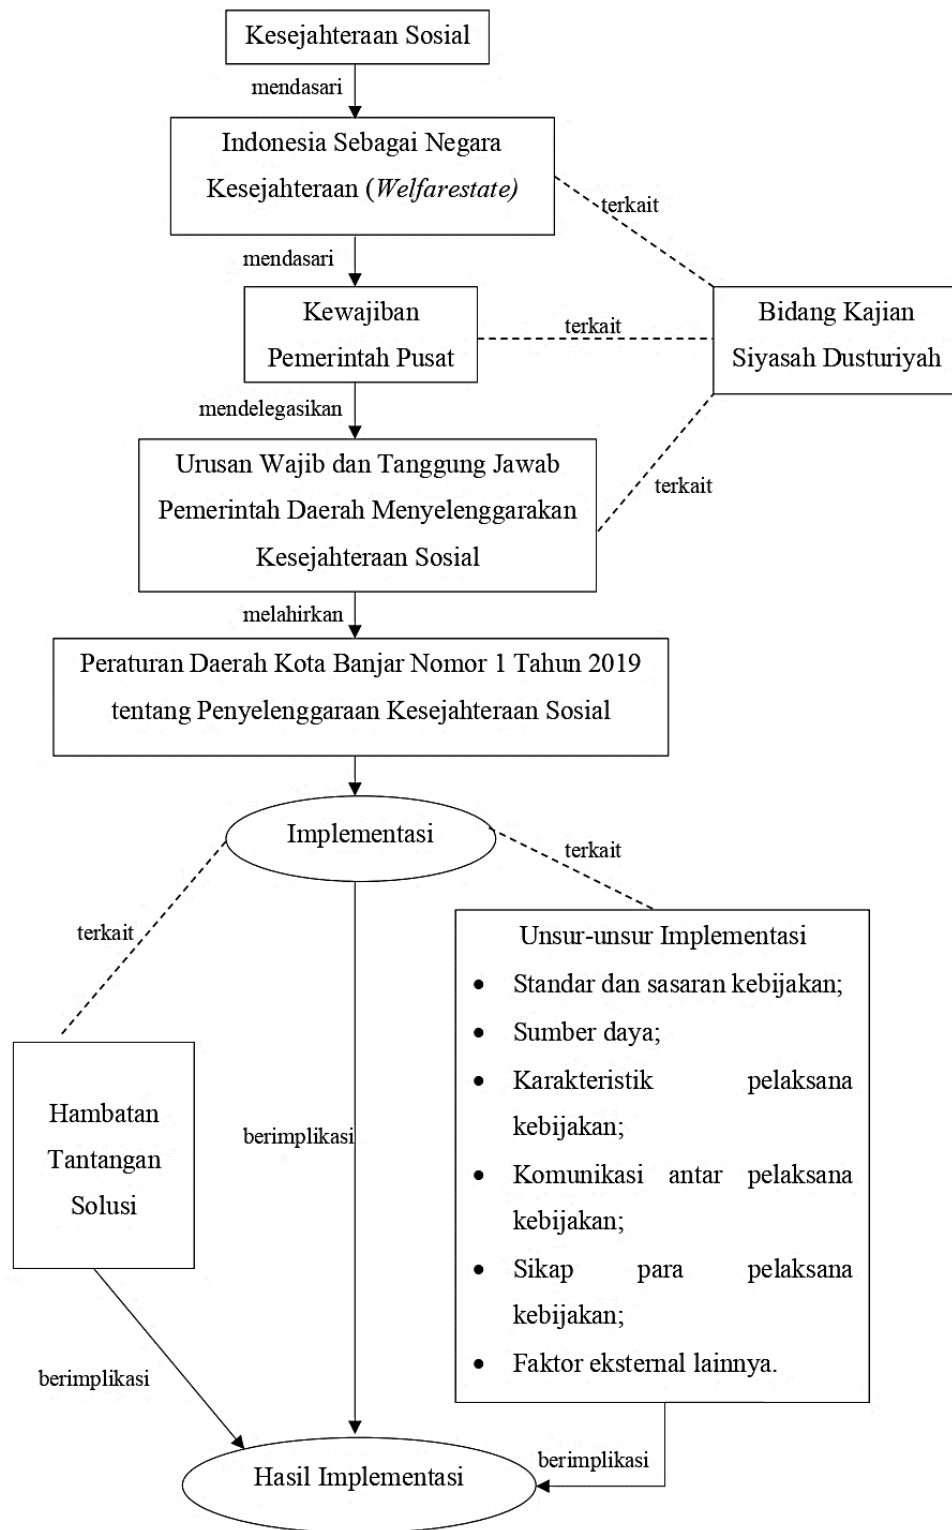 Kesejahteraan Sosial
mendasari
Indonesia Sebagai Negara
Kesejahteraan (Welfarestate)
terkait
mendasari
Kewajiban
Pemerintah Pusat
terkait
Bidang Kajian
Siyasah Dusturiyah
mendelegasikan
Urusan Wajib dan Tanggung Jawab
Pemerintah Daerah Menyelenggarakan
Kesejahteraan Sosial
terkait
melahirkan
Peraturan Daerah Kota Banjar Nomor 1 Tahun 2019
tentang Penyelenggaraan Kesejahteraan Sosial
Implementasi
terkait
terkait
Unsur-unsur Implementasi
• Standar dan sasaran kebijakan;
• Sumber daya;
• Karakteristik pelaksana
kebijakan;
• Komunikasi antar pelaksana
kebijakan;
• Sikap para pelaksana
kebijakan;
• Faktor eksternal lainnya.
Hambatan
Tantangan
Solusi
berimplikasi
berimplikasi
berimplikasi
Hasil Implementasi